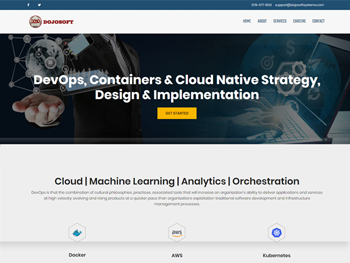 support@dojosoftsystems.com
DOJOSOFT
HOME ABOUT SERVICES CAREERS CONTACT
DevOps, Containers & Cloud Native Strategy,
Design & Implementation
GET STARTED
Cloud | Machine Learning | Analytics | Orchestration
DevOps is that the combination of cultural philosophies, practices, associated tools that will increase an organization's ability to deliver applications and services
at high velocity: evolving and rising products at a quicker pace than organizations exploitation traditional software development and infrastructure
management processes.
aws
Docker AWS Kubernetes